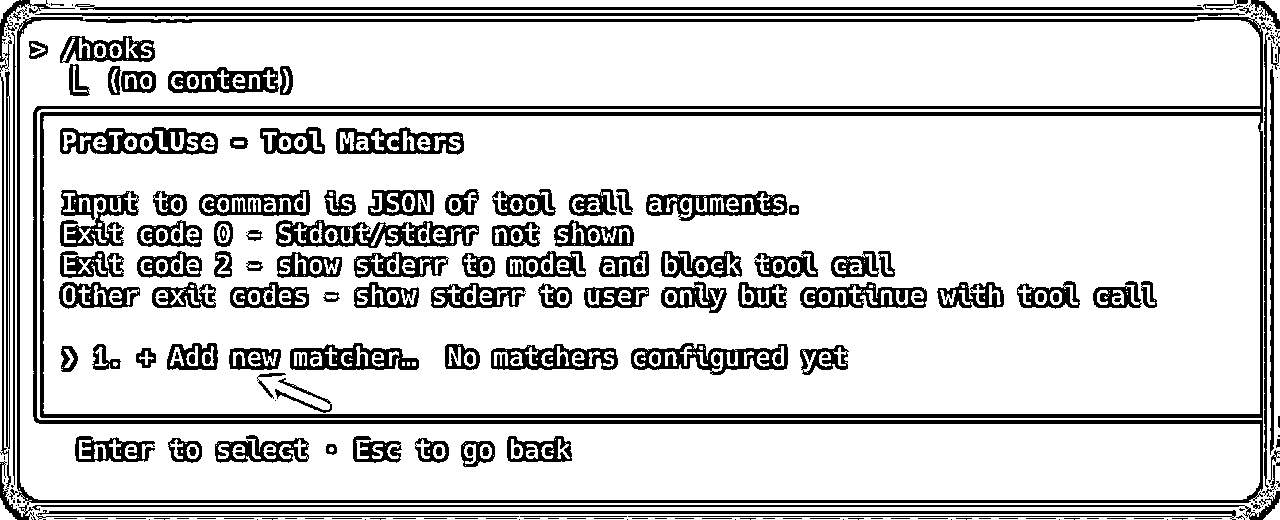 > /hooks
⎿ (no content)
PreToolUse - Tool Matchers
Input to command is JSON of tool call arguments.
Exit code 0 - Stdout/stderr not shown
Exit code 2 - show stderr to model and block tool call
Other exit codes - show stderr to user only but continue with tool call
❯ 1. + Add new matcher… No matchers configured yet
Enter to select · Esc to go back